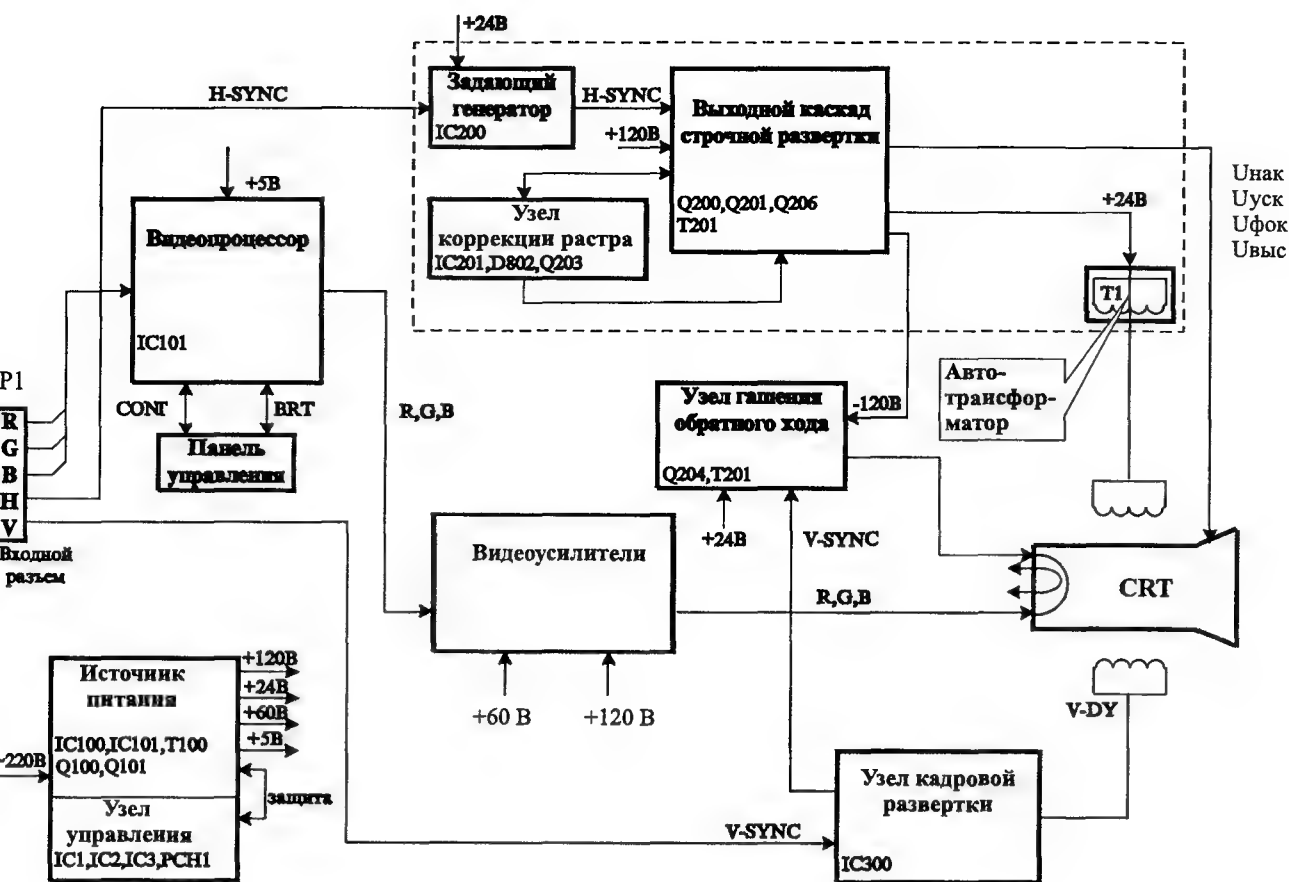 +24В
H-SYNC
Задающий
генератор
IC200
H-SYNC
+120В
Выходной каскад
строчной развертки
Q200,Q201,Q206
T201
Uнак
Uуск
Uфок
Uвыс
+5В
Видеопроцессор
IC101
Узел
коррекции растра
IC201,D802,Q203
+24В
T1
P1
R
G
B
H
V
Входной
разъем
CONT
BRT
Панель
управления
R,G,B
Узел гашения
обратного хода
Q204,T201
-120В
Авто-
трансфор-
матор
+24В
V-SYNC
Видеоусилители
R,G,B
CRT
+60 В
+120 В
V-DY
Источник
питания
IC100,IC101,T100
Q100,Q101
+120В
+24В
+60В
+5В
~220В
защита
Узел
управления
IC1,IC2,IC3,PCH1
V-SYNC
Узел кадровой
развертки
IC300